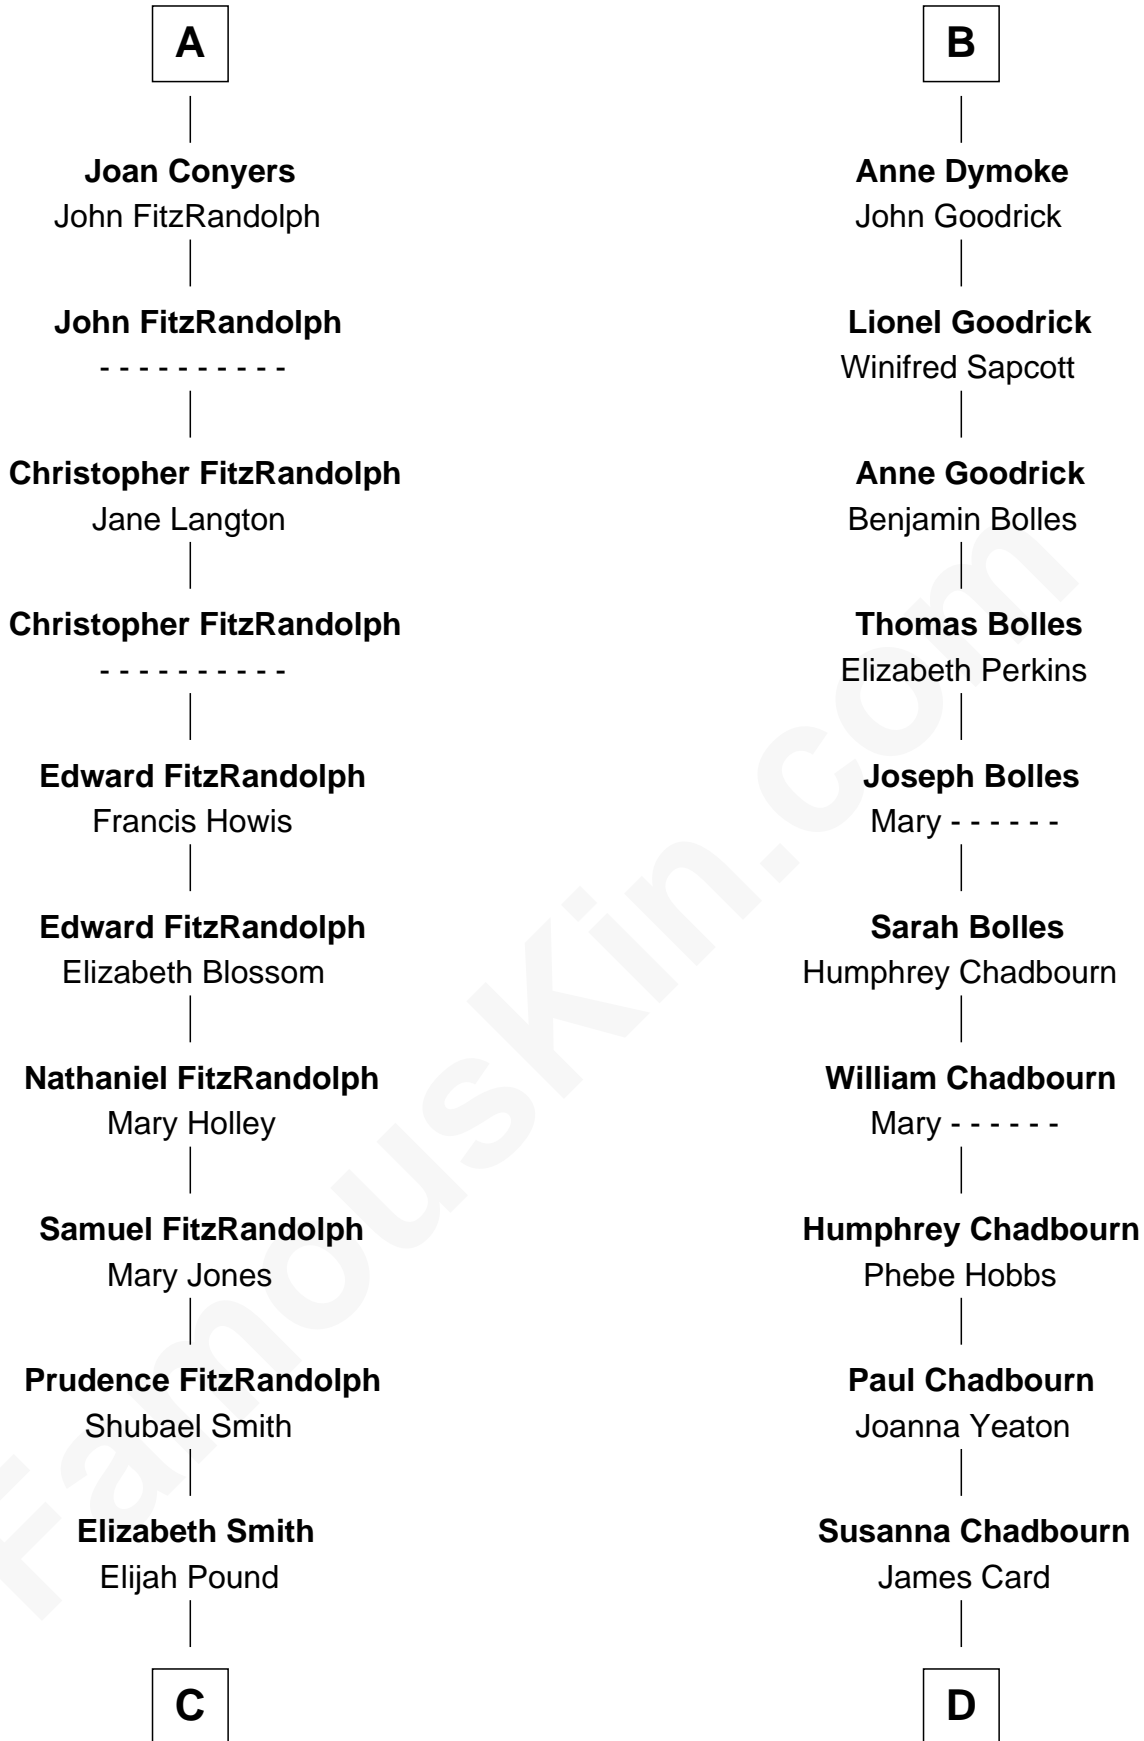 A
Joan Conyers
John FitzRandolph
John FitzRandolph
- - - - - - - - - -
Christopher FitzRandolph
Jane Langton
Christopher FitzRandolph
- - - - - - - - - -
Edward FitzRandolph
Francis Howis
Edward FitzRandolph
Elizabeth Blossom
Nathaniel FitzRandolph
Mary Holley
Samuel FitzRandolph
Mary Jones
Prudence FitzRandolph
Shubael Smith
Elizabeth Smith
Elijah Pound
C
B
Anne Dymoke
John Goodrick
Lionel Goodrick
Winifred Sapcott
Anne Goodrick
Benjamin Bolles
Thomas Bolles
Elizabeth Perkins
Joseph Bolles
Mary - - - - - -
Sarah Bolles
Humphrey Chadbourn
William Chadbourn
Mary - - - - - -
Humphrey Chadbourn
Phebe Hobbs
Paul Chadbourn
Joanna Yeaton
Susanna Chadbourn
James Card
D
FamousKin.com